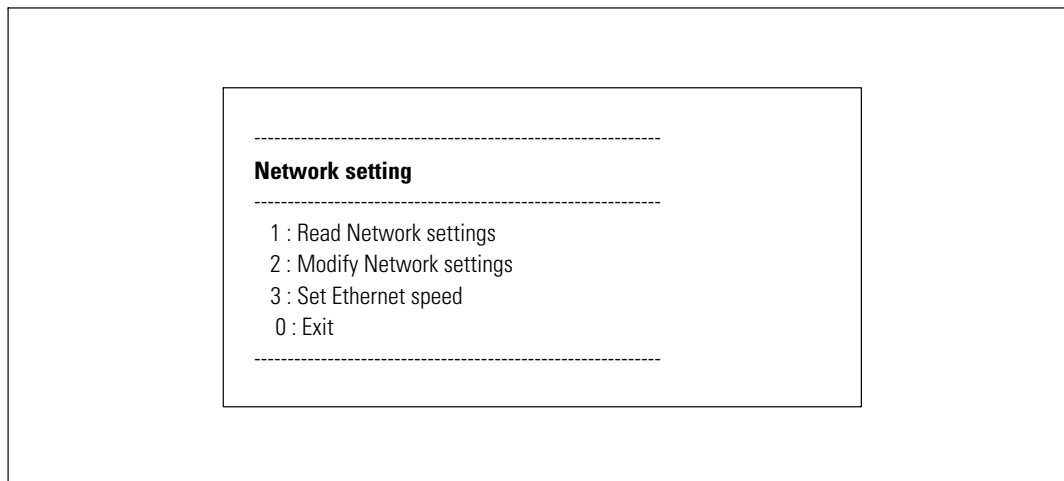 -------------------------------------------------------------
Network setting
-------------------------------------------------------------
1 : Read Network settings
2 : Modify Network settings
3 : Set Ethernet speed
0 : Exit
-------------------------------------------------------------